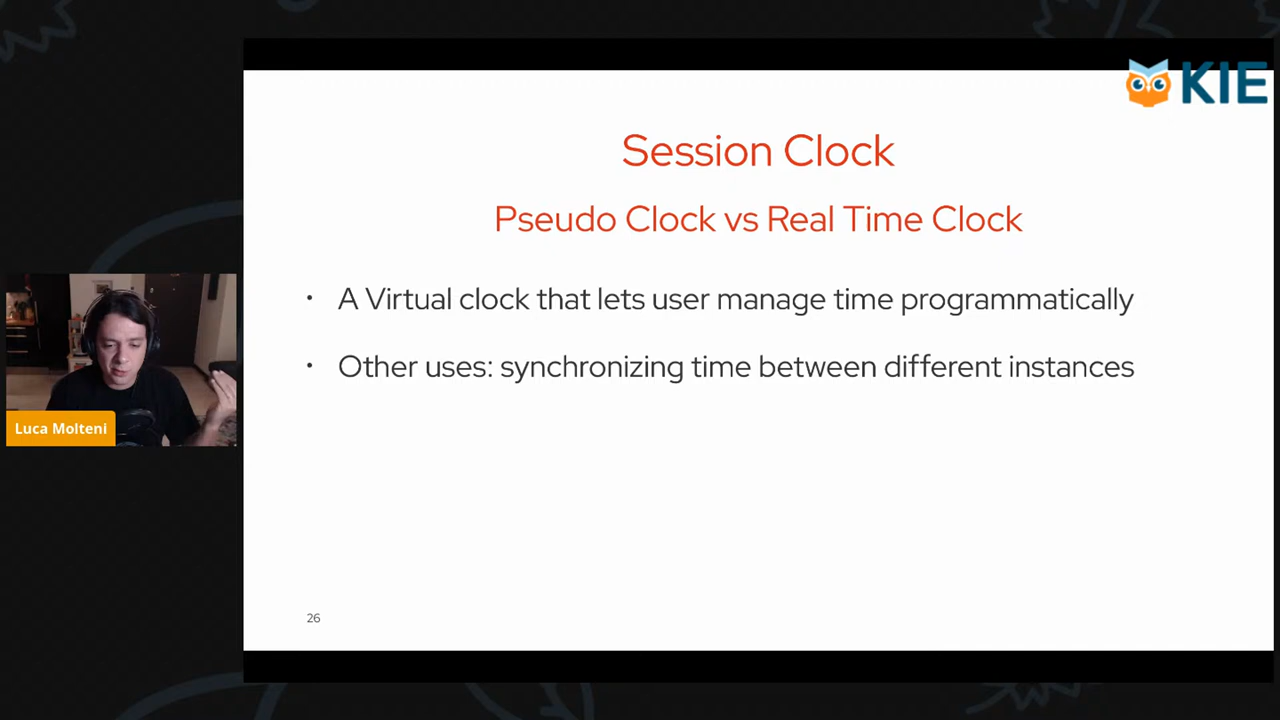 KIE
Session Clock
Pseudo Clock vs Real Time Clock
• A Virtual clock that lets user manage time programmatically
• Other uses: synchronizing time between different instances
Luca Molteni
26